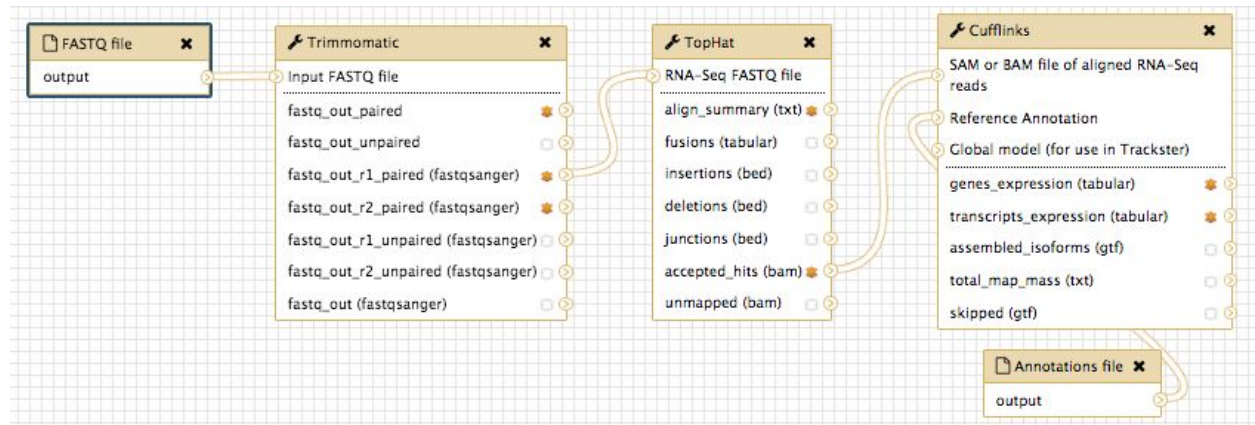 FASTQ file
output
Trimmomatic
Input FASTQ file
fastq_out_paired
fastq_out_unpaired
fastq_out_r1_paired (fastqsanger)
fastq_out_r2_paired (fastqsanger)
fastq_out_r1_unpaired (fastqsanger)
fastq_out_r2_unpaired (fastqsanger)
fastq_out (fastqsanger)
TopHat
RNA-Seq FASTQ file
align_summary (txt)
fusions (tabular)
insertions (bed)
deletions (bed)
junctions (bed)
accepted_hits (bam)
unmapped (bam)
Cufflinks
SAM or BAM file of aligned RNA-Seq
reads
Reference Annotation
Global model (for use in Trackster)
genes_expression (tabular)
transcripts_expression (tabular)
assembled_isoforms (gtf)
total_map_mass (txt)
skipped (gtf)
Annotations file
output